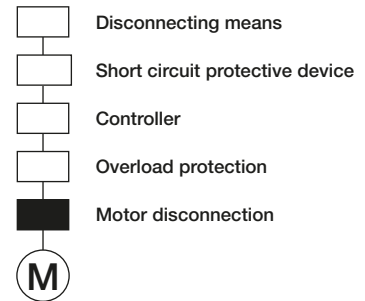 Disconnecting means
Short circuit protective device
Controller
Overload protection
Motor disconnection
M